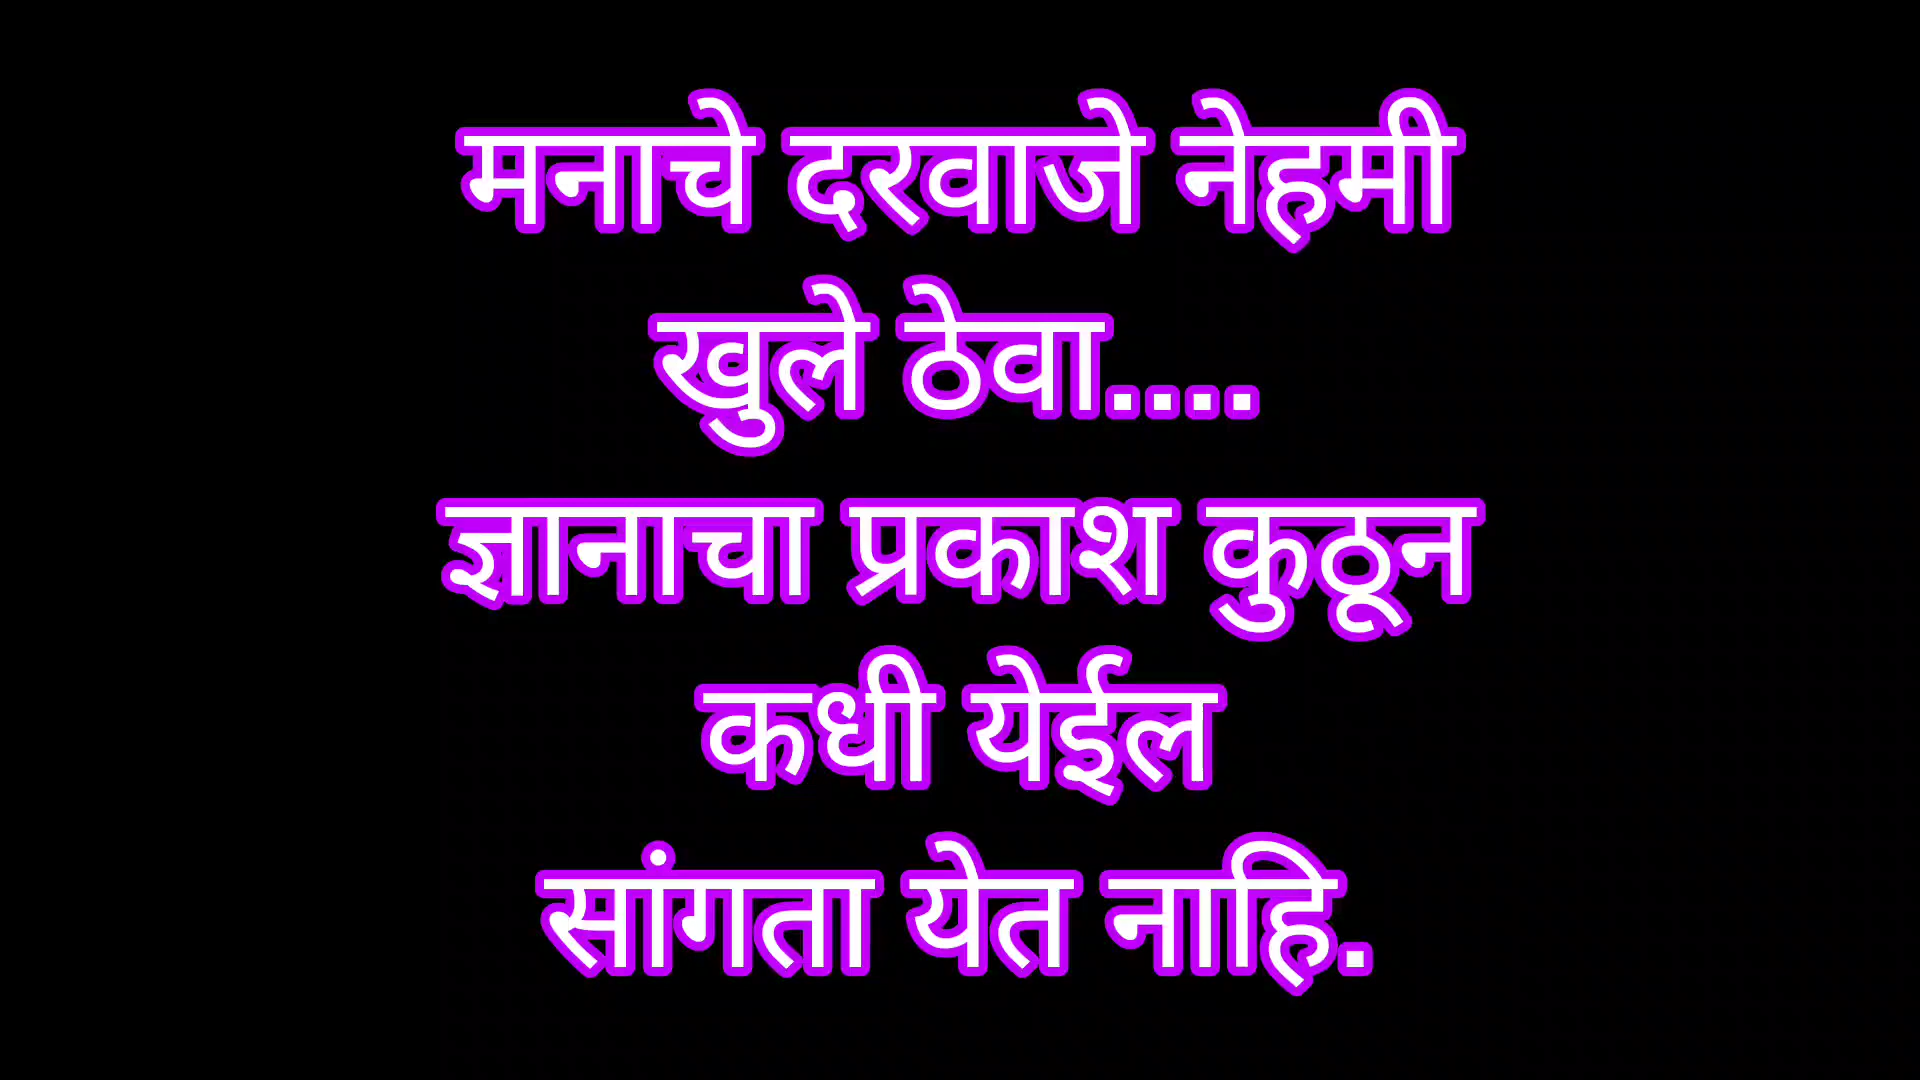 मनाचे दरवाजे नेहमी
खुले ठेवा....
ज्ञानाचा प्रकाश कुठून
कधी येईल
सांगता येत नाहि.